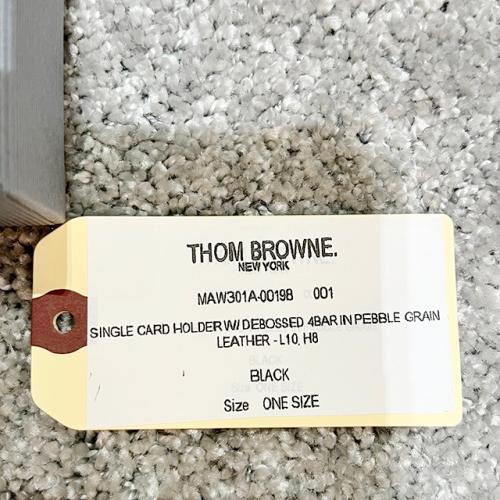 THOM BROWNE.
NEW YORK
MAW301A-00198 001
SINGLE CARD HOLDER W/ DEBOSSED 4BAR IN PEBBLE GRAIN
LEATHER - L10, H8
BLACK
Size ONE SIZE